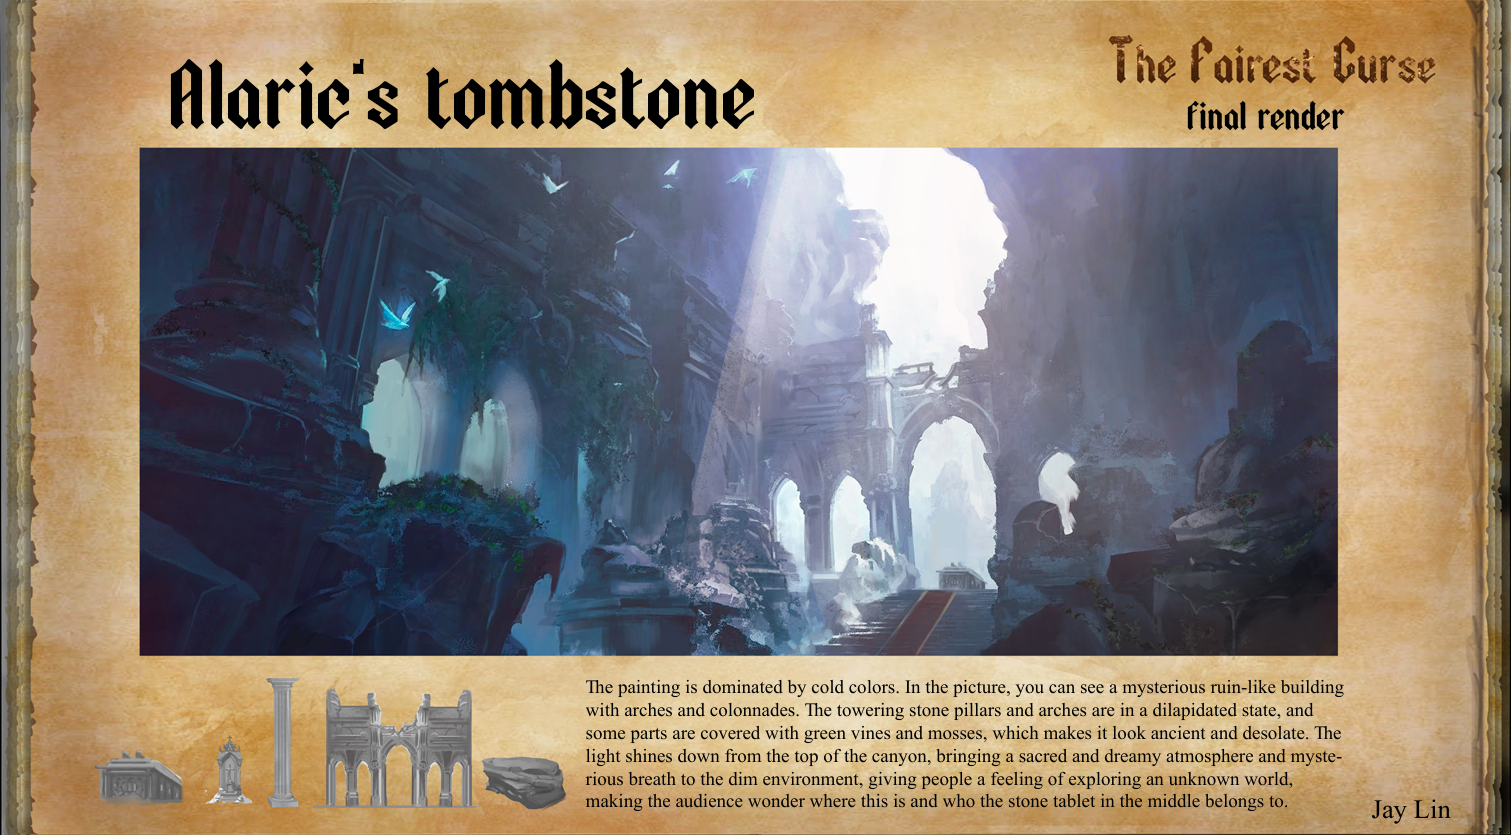 Alaric's tombstone
The Fairest Curse
final render
The painting is dominated by cold colors. In the picture, you can see a mysterious ruin-like building
with arches and colonnades. The towering stone pillars and arches are in a dilapidated state, and
some parts are covered with green vines and mosses, which makes it look ancient and desolate. The
light shines down from the top of the canyon, bringing a sacred and dreamy atmosphere and myste-
rious breath to the dim environment, giving people a feeling of exploring an unknown world,
making the audience wonder where this is and who the stone tablet in the middle belongs to.
Jay Lin